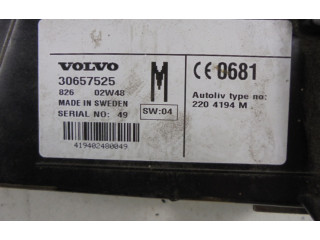 VOLVO
30657525
826 02W48
MADE IN SWEDEN
SERIAL NO: 49
M
SW:04
419402480049
CE 0681
Autoliv type no:
220 4194 M.